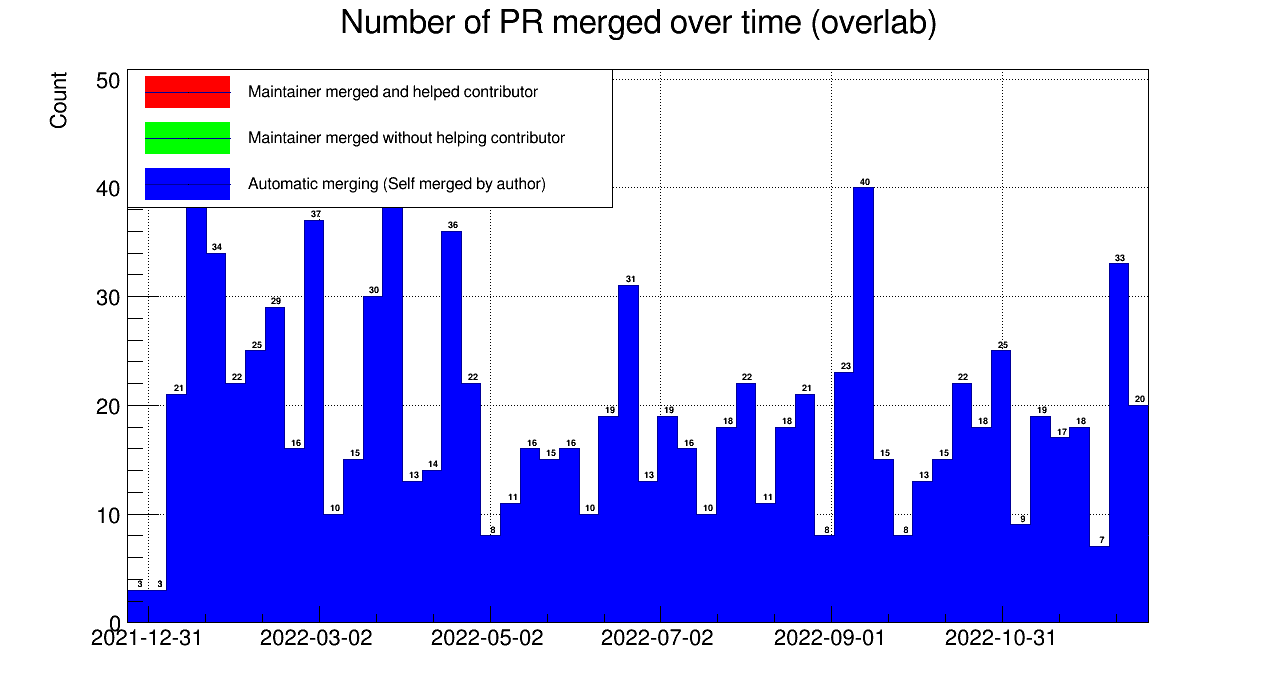 Number of PR merged over time (overlab)
Count
50
40
30
20
10
0
Maintainer merged and helped contributor
Maintainer merged without helping contributor
Automatic merging (Self merged by author)
3 3 21 34 22 25 29 16 37 10 15 30 13 14 36 22 8 11 16 15 16 10 19 31 13 19 16 10 18 22 11 18 21 8 23 40 15 8 13 15 22 18 25 9 19 17 18 7 33 20
2021-12-31 2022-03-02 2022-05-02 2022-07-02 2022-09-01 2022-10-31